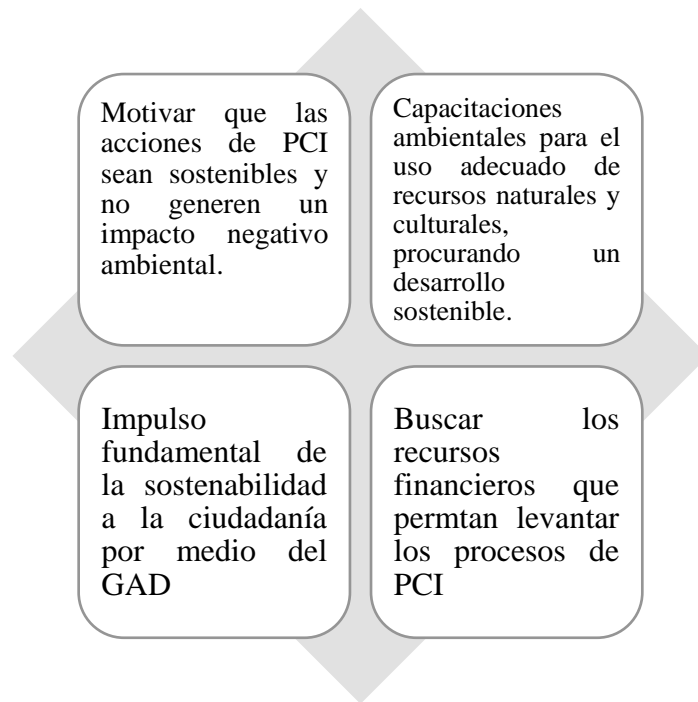 Motivar que las
acciones de PCI
sean sostenibles y
no generen un
impacto negativo
ambiental.
Capacitaciones
ambientales para el
uso adecuado de
recursos naturales y
culturales,
procurando un
desarrollo
sostenible.
Impulso
fundamental de
la sostenabilidad
a la ciudadanía
por medio del
GAD
Buscar los
recursos
financieros que
permtan levantar
los procesos de
PCI